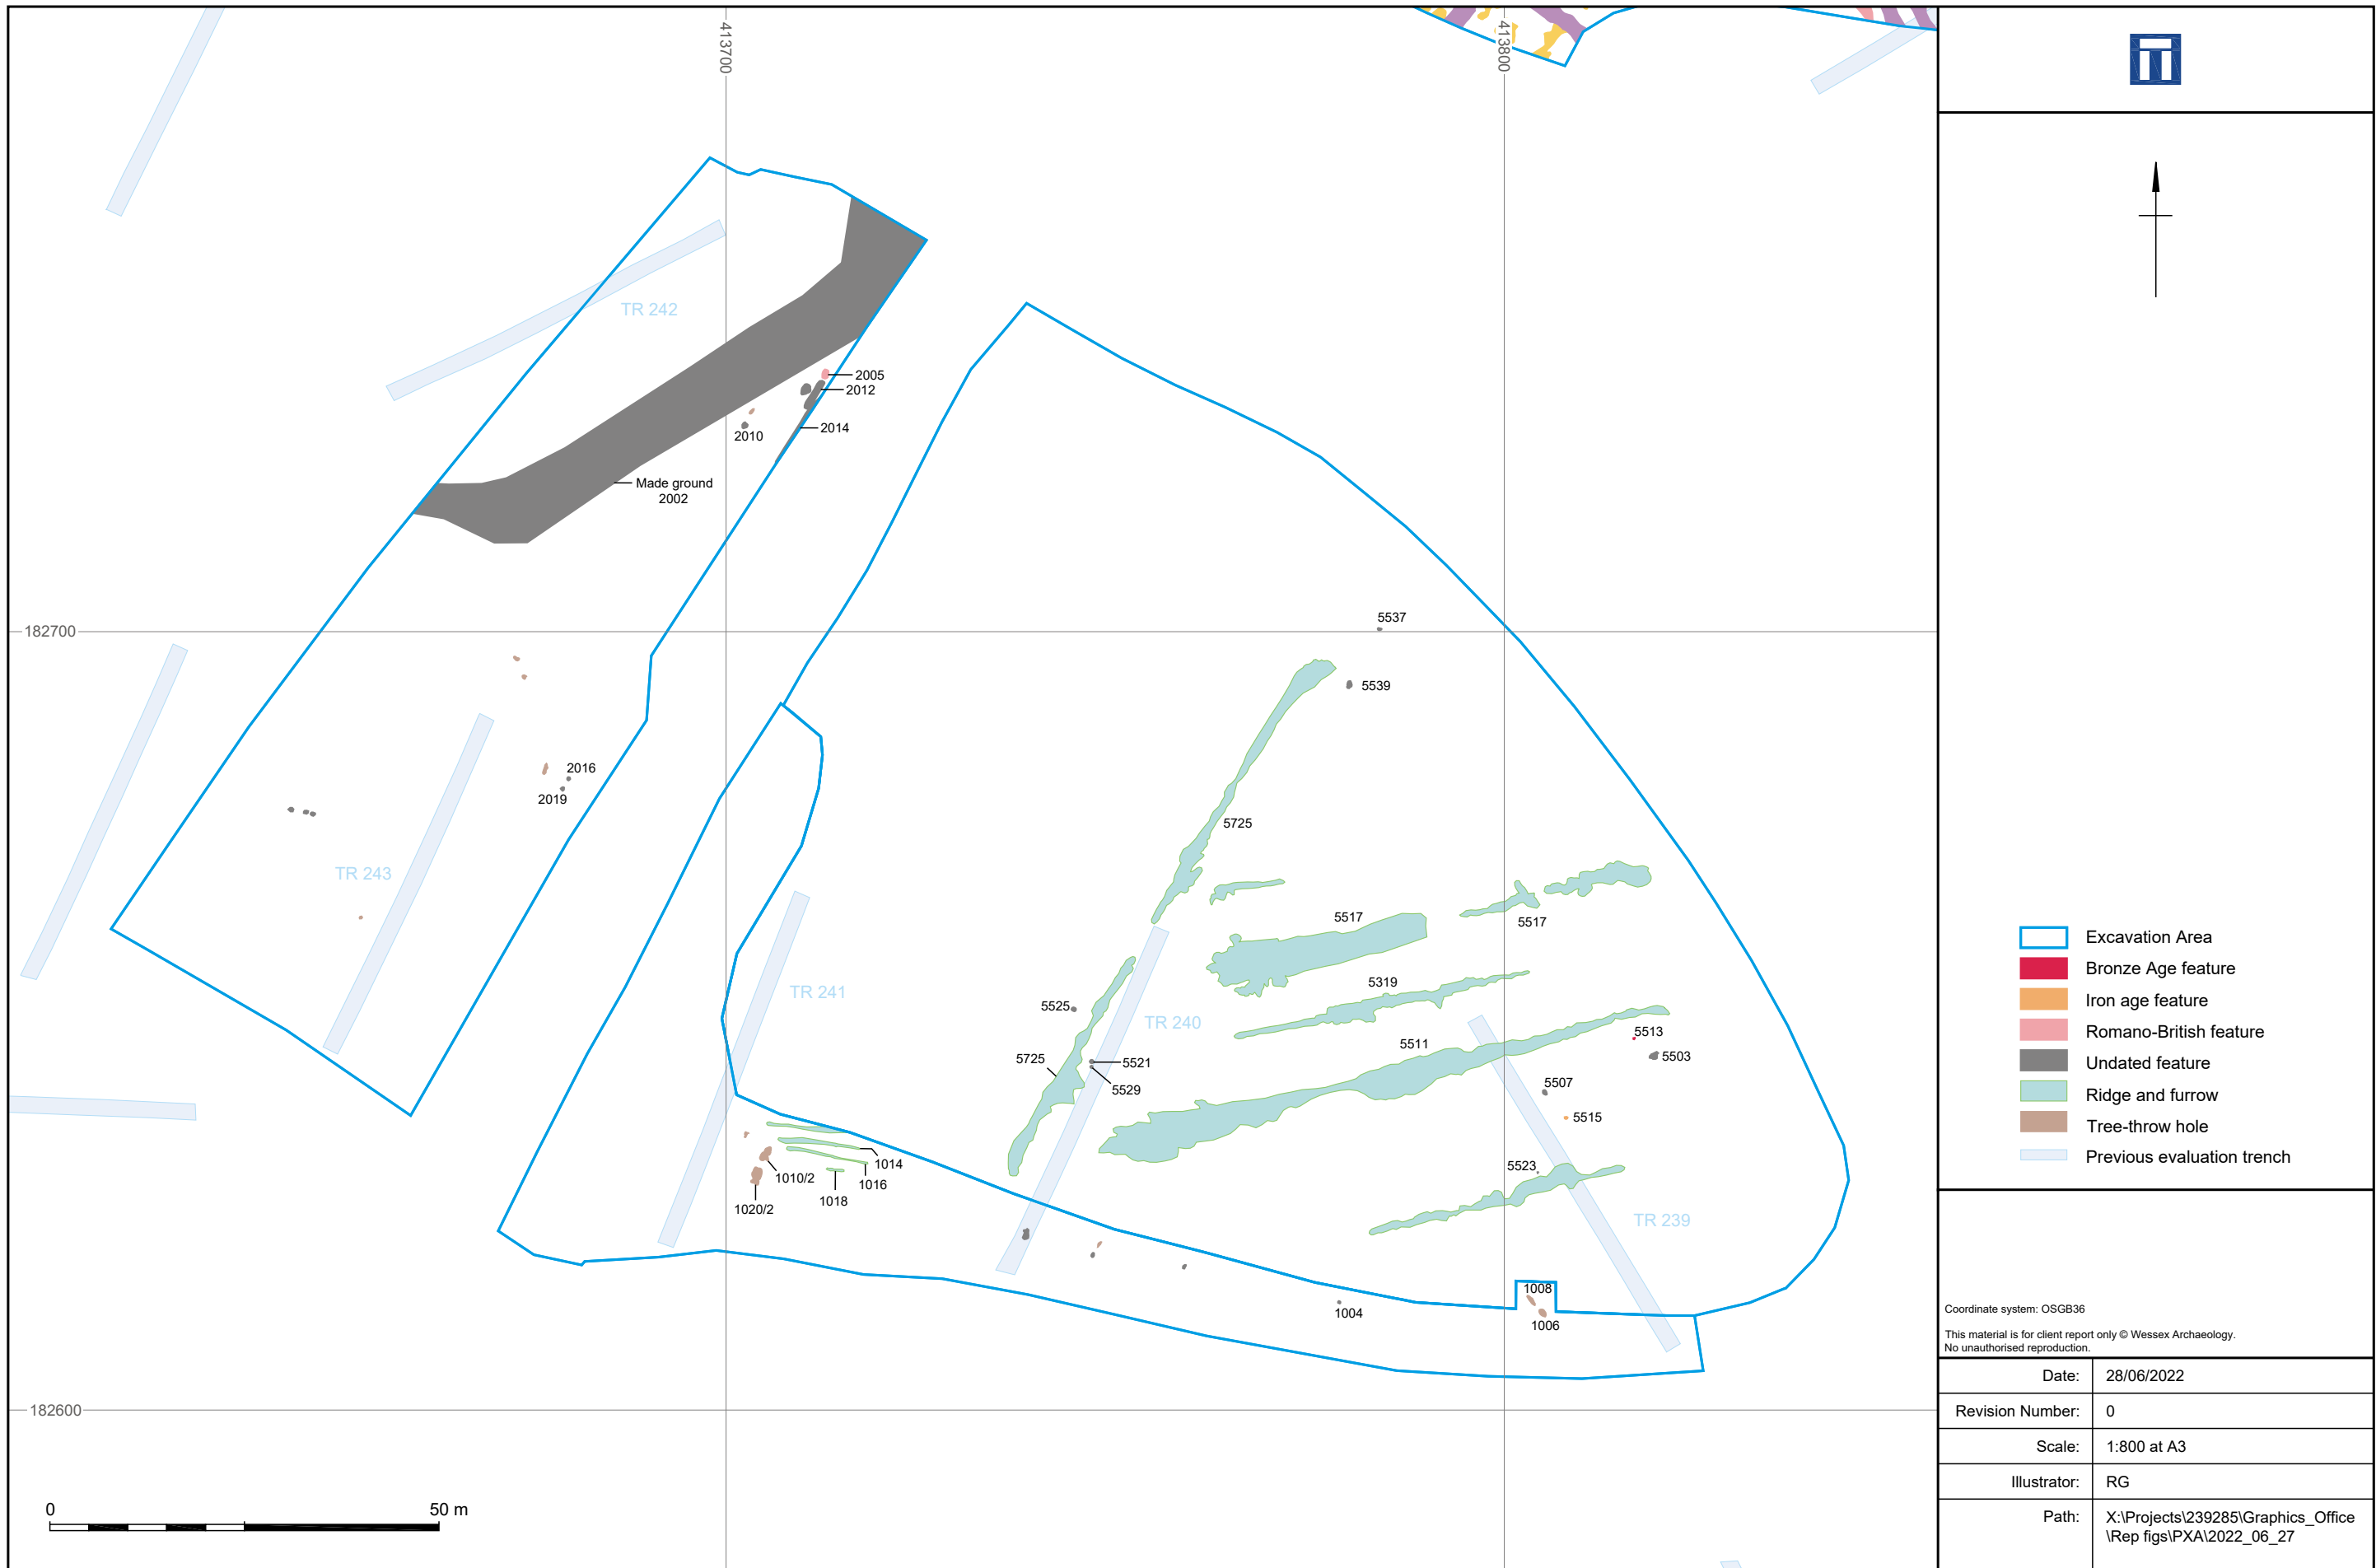 413700
413800
TR 242
2005
2012
2014
2010
Made ground
2002
182700
5537
5539
2016
2019
5725
TR 243
5517
5517
TR 241
5319
5525
TR 240
5513
5511
5503
5725
5521
5529
5507
5515
1014
5523
1010/2
1016
1018
1020/2
TR 239
1008
1004
1006
182600
0
50 m
Excavation Area
Bronze Age feature
Iron age feature
Romano-British feature
Undated feature
Ridge and furrow
Tree-throw hole
Previous evaluation trench
Coordinate system: OSGB36
This material is for client report only © Wessex Archaeology.
No unauthorised reproduction.
Date: 28/06/2022
Revision Number: 0
Scale: 1:800 at A3
Illustrator: RG
Path: X:\Projects\239285\Graphics_Office
\Rep figs\PXA\2022_06_27